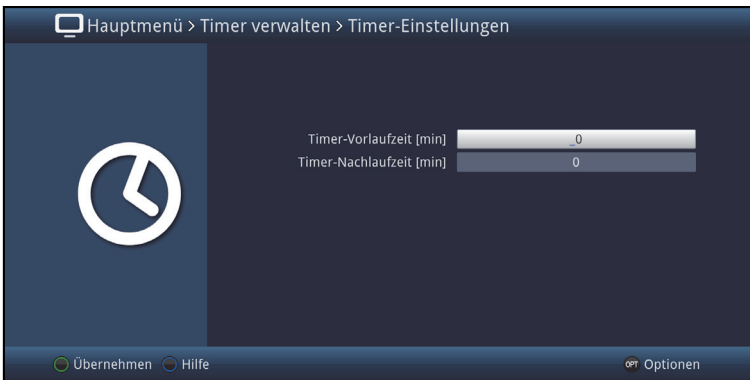 Hauptmenü > Timer verwalten > Timer-Einstellungen
Timer-Vorlaufzeit [min] _0
Timer-Nachlaufzeit [min] 0
Übernehmen Hilfe OPT Optionen